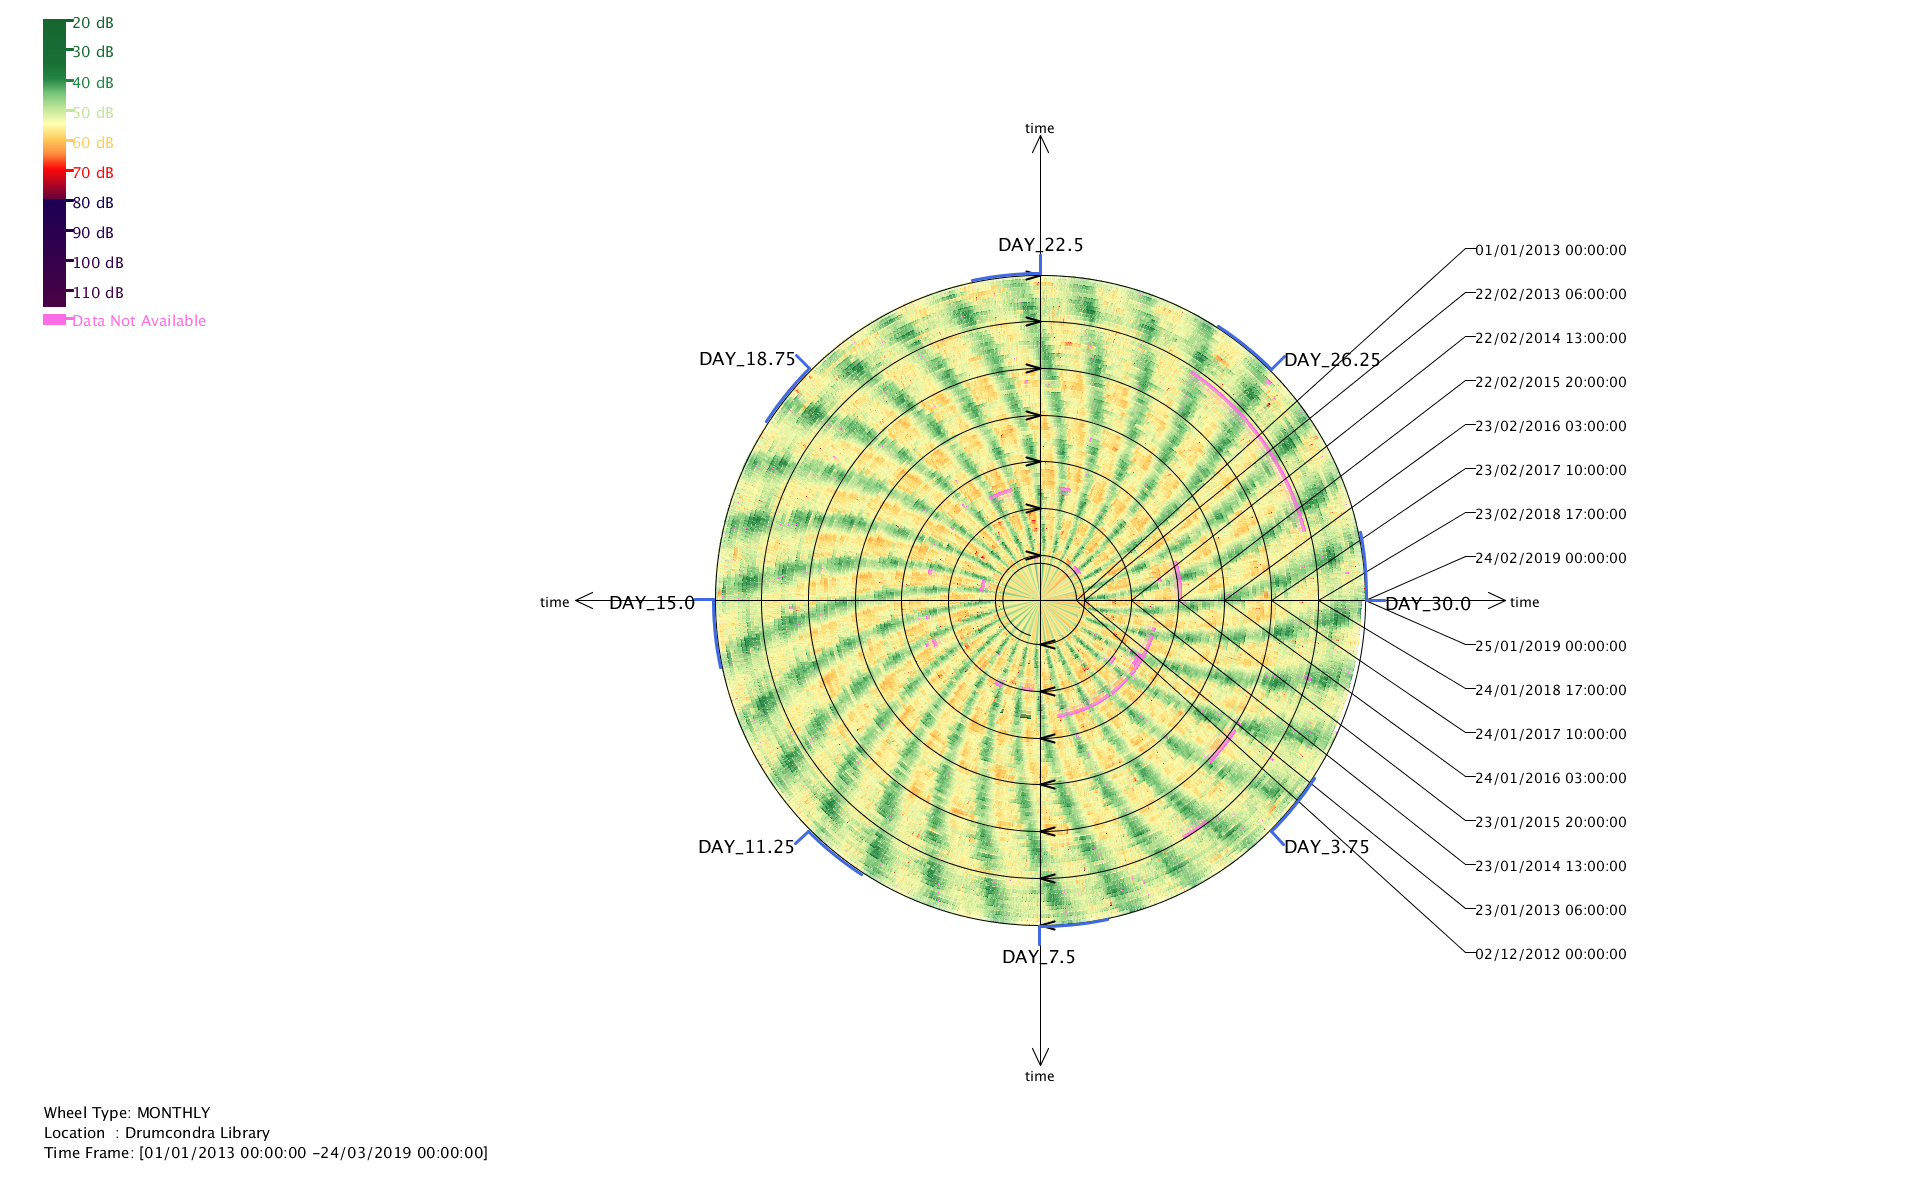 20 dB
30 dB
40 dB
50 dB
60 dB
70 dB
80 dB
90 dB
100 dB
110 dB
Data Not Available
time
DAY_22.5
DAY_18.75
DAY_26.25
time
DAY_15.0
DAY_30.0
time
DAY_11.25
DAY_3.75
DAY_7.5
time
01/01/2013 00:00:00
22/02/2013 06:00:00
22/02/2014 13:00:00
22/02/2015 20:00:00
23/02/2016 03:00:00
23/02/2017 10:00:00
23/02/2018 17:00:00
24/02/2019 00:00:00
25/01/2019 00:00:00
24/01/2018 17:00:00
24/01/2017 10:00:00
24/01/2016 03:00:00
23/01/2015 20:00:00
23/01/2014 13:00:00
23/01/2013 06:00:00
02/12/2012 00:00:00
Wheel Type: MONTHLY
Location  : Drumcondra Library
Time Frame: [01/01/2013 00:00:00 -24/03/2019 00:00:00]